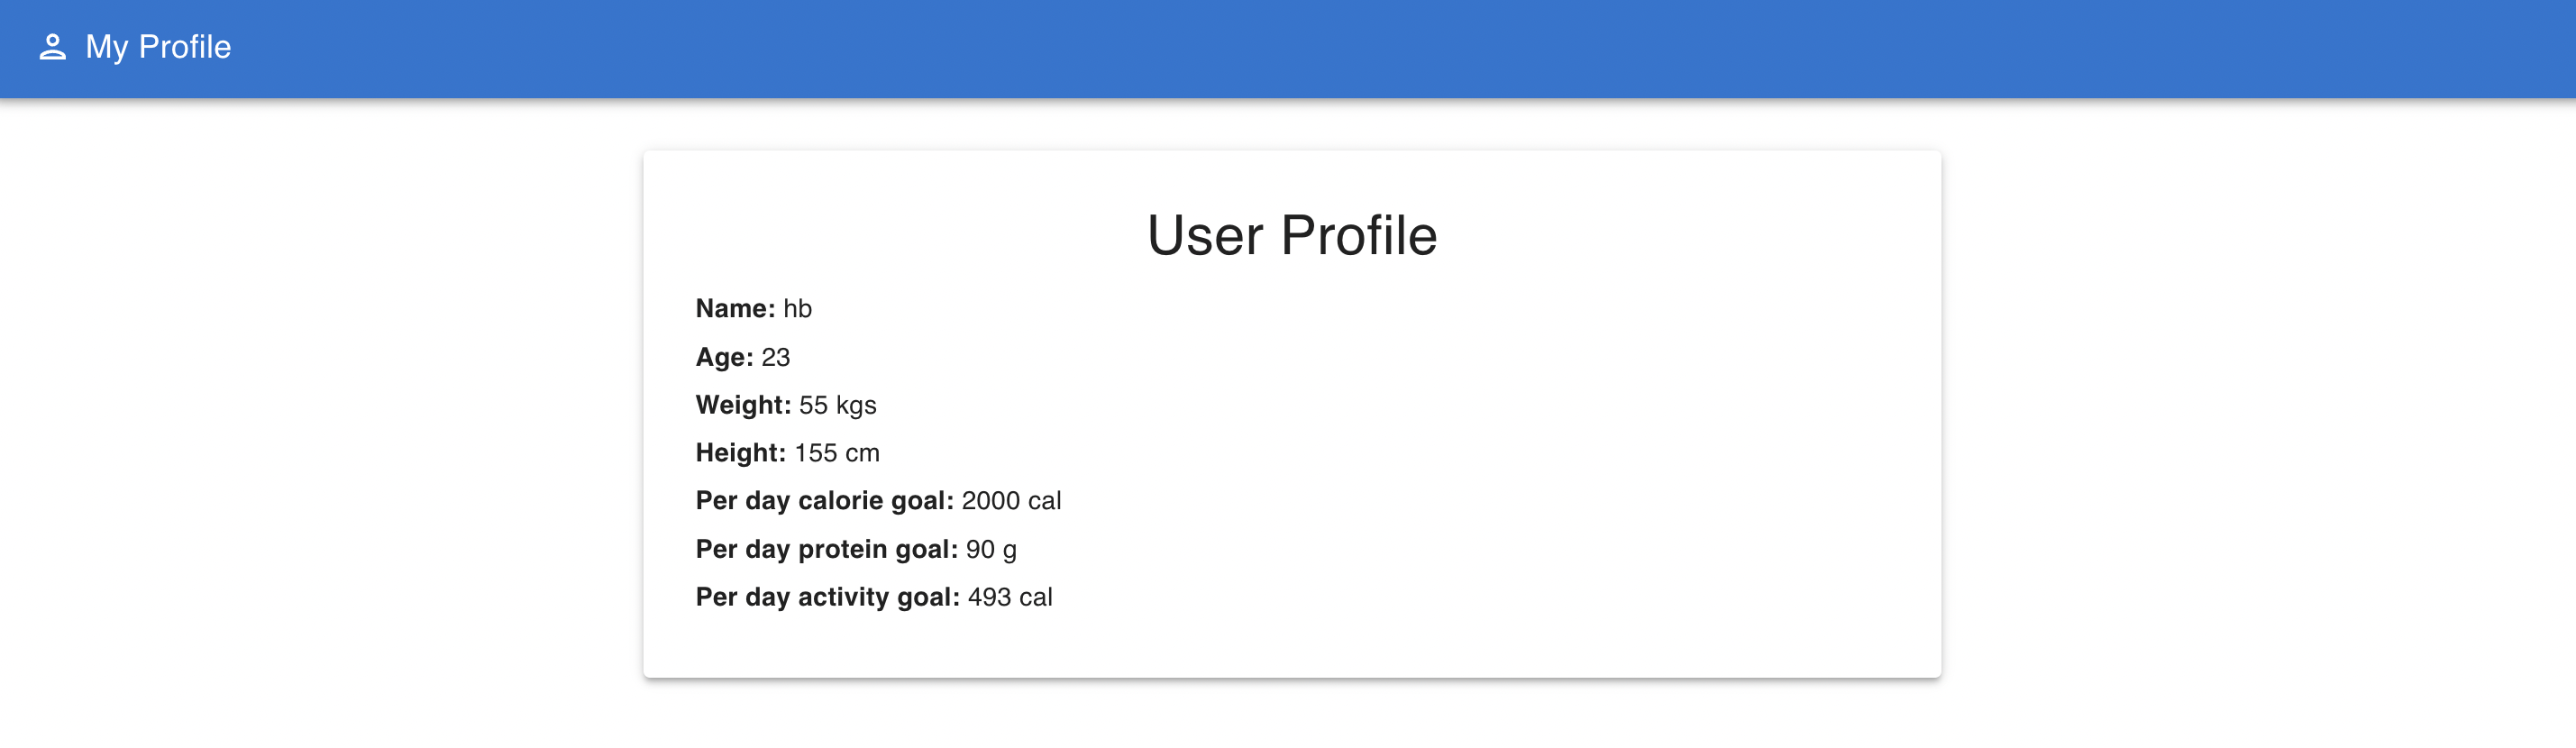 My Profile
User Profile
Name: hb
Age: 23
Weight: 55 kgs
Height: 155 cm
Per day calorie goal: 2000 cal
Per day protein goal: 90 g
Per day activity goal: 493 cal